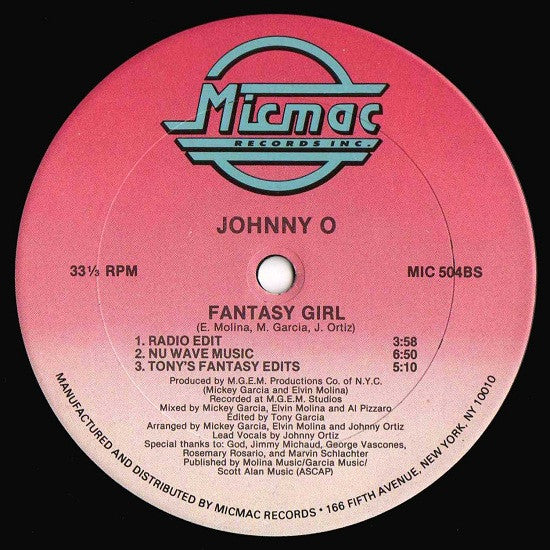 Micmac
RECORDS INC.
JOHNNY O
33⅓ RPM
MIC 504BS
FANTASY GIRL
(E. Molina, M. Garcia, J. Ortiz)
1. RADIO EDIT 3:58
2. NU WAVE MUSIC 6:50
3. TONY'S FANTASY EDITS 5:10
Produced by M.G.E.M. Productions Co. of N.Y.C.
(Mickey Garcia and Elvin Molina)
Recorded at M.G.E.M. Studios
Mixed by Mickey Garcia, Elvin Molina and Al Pizzaro
Edited by Tony Garcia
Arranged by Mickey Garcia, Elvin Molina and Johnny Ortiz
Lead Vocals by Johnny Ortiz
Special thanks to: God, Jimmy Michaud, George Vascones,
Rosemary Rosario, and Marvin Schlachter
Published by Molina Music/Garcia Music/
Scott Alan Music (ASCAP)
MANUFACTURED AND DISTRIBUTED BY MICMAC RECORDS • 166 FIFTH AVENUE, NEW YORK, NY 10010